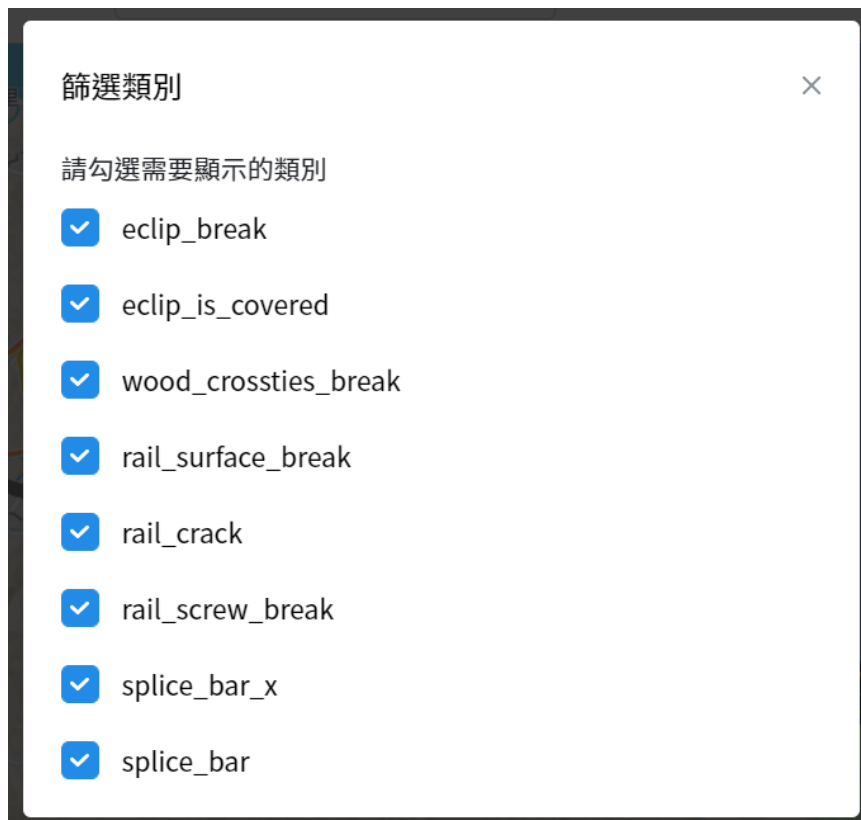 篩選類別
請勾選需要顯示的類別
eclip_break
eclip_is_covered
wood_crossties_break
rail_surface_break
rail_crack
rail_screw_break
splice_bar_x
splice_bar